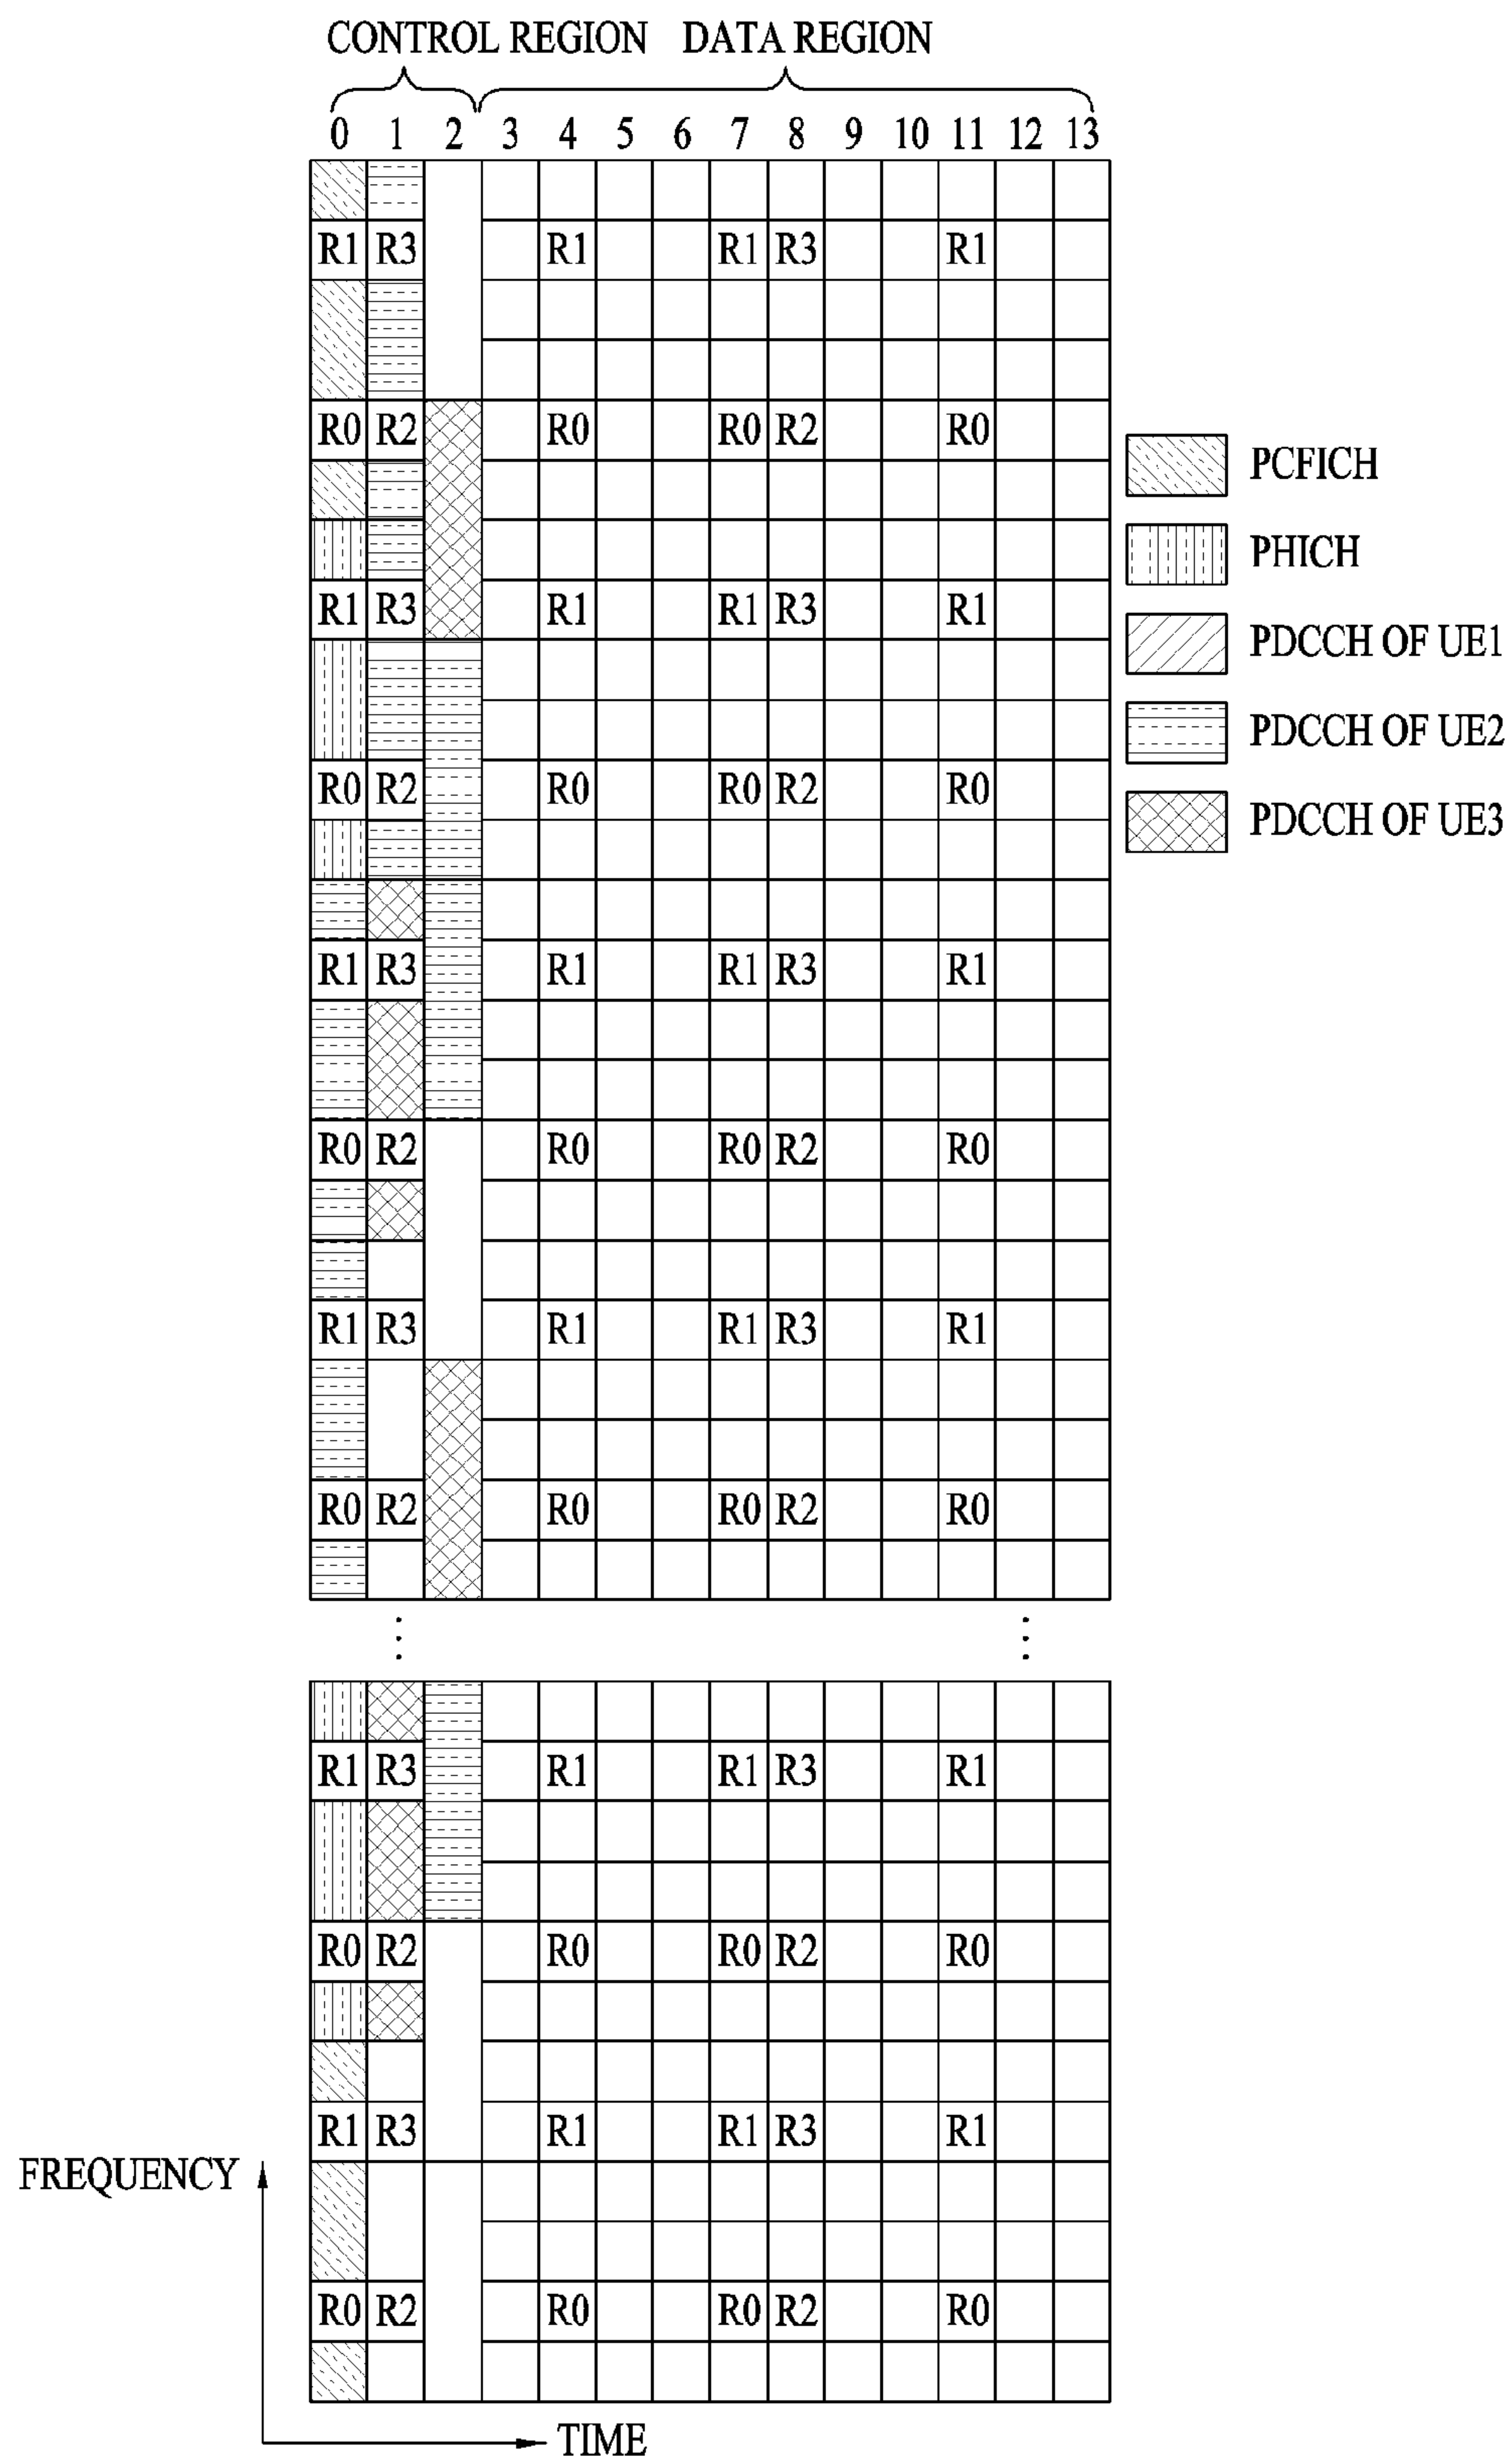 CONTROL REGION DATA REGION
0 1 2 3 4 5 6 7 8 9 10 11 12 13
R1 R3 R1 R1 R3 R1
R0 R2 R0 R0 R2 R0
PCFICH
PHICH
R1 R3 R1 R1 R3 R1
PDCCH OF UE1
PDCCH OF UE2
R0 R2 R0 R0 R2 R0
PDCCH OF UE3
R1 R3 R1 R1 R3 R1
R0 R2 R0 R0 R2 R0
R1 R3 R1 R1 R3 R1
R0 R2 R0 R0 R2 R0
R1 R3 R1 R1 R3 R1
R0 R2 R0 R0 R2 R0
R1 R3 R1 R1 R3 R1
FREQUENCY
R0 R2 R0 R0 R2 R0
TIME